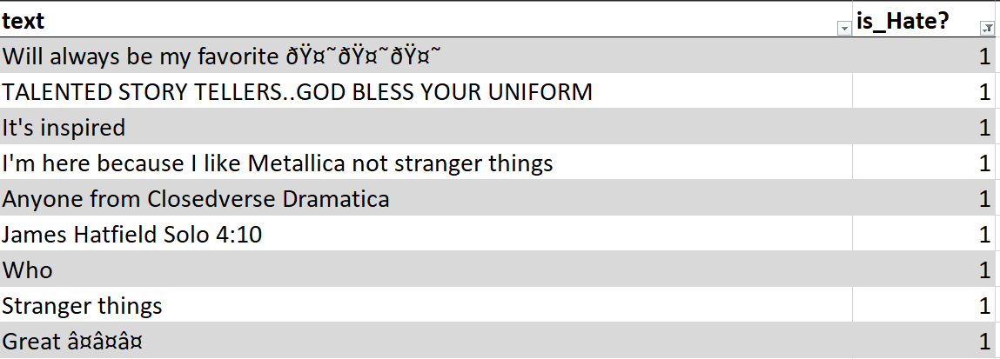 text is_Hate?
Will always be my favorite ðŸ¤˜ðŸ¤˜ðŸ¤˜ 1
TALENTED STORY TELLERS..GOD BLESS YOUR UNIFORM 1
It's inspired 1
I'm here because I like Metallica not stranger things 1
Anyone from Closedverse Dramatica 1
James Hatfield Solo 4:10 1
Who 1
Stranger things 1
Great â¤â¤â¤ 1